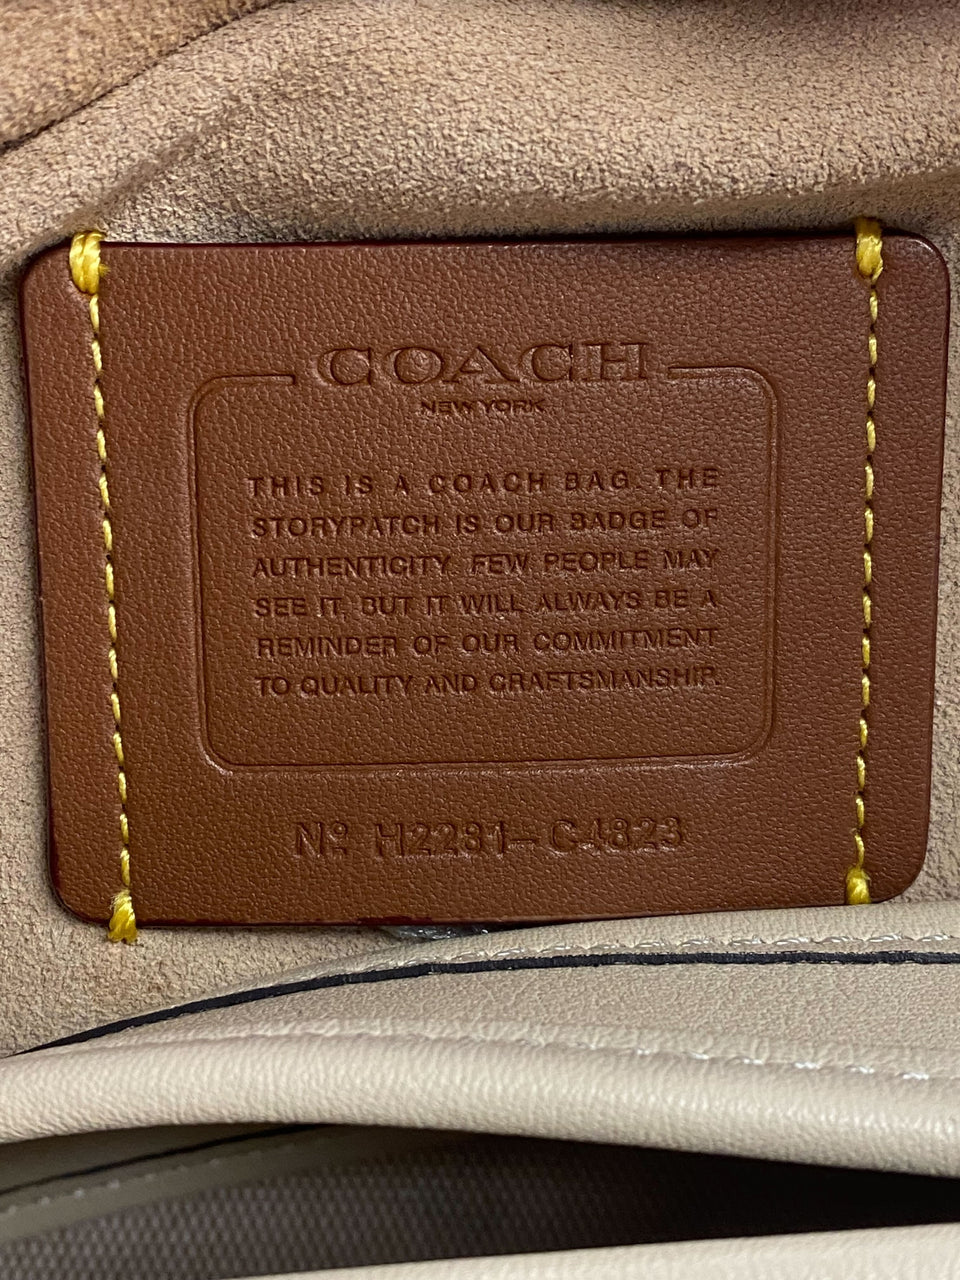 COACH
NEW YORK
THIS IS A COACH BAG. THE
STORYPATCH IS OUR BADGE OF
AUTHENTICITY. FEW PEOPLE MAY
SEE IT. BUT IT WILL ALWAYS BE A
REMINDER OF OUR COMMITMENT
TO QUALITY AND CRAFTSMANSHIP.
Nº H2281-C4823